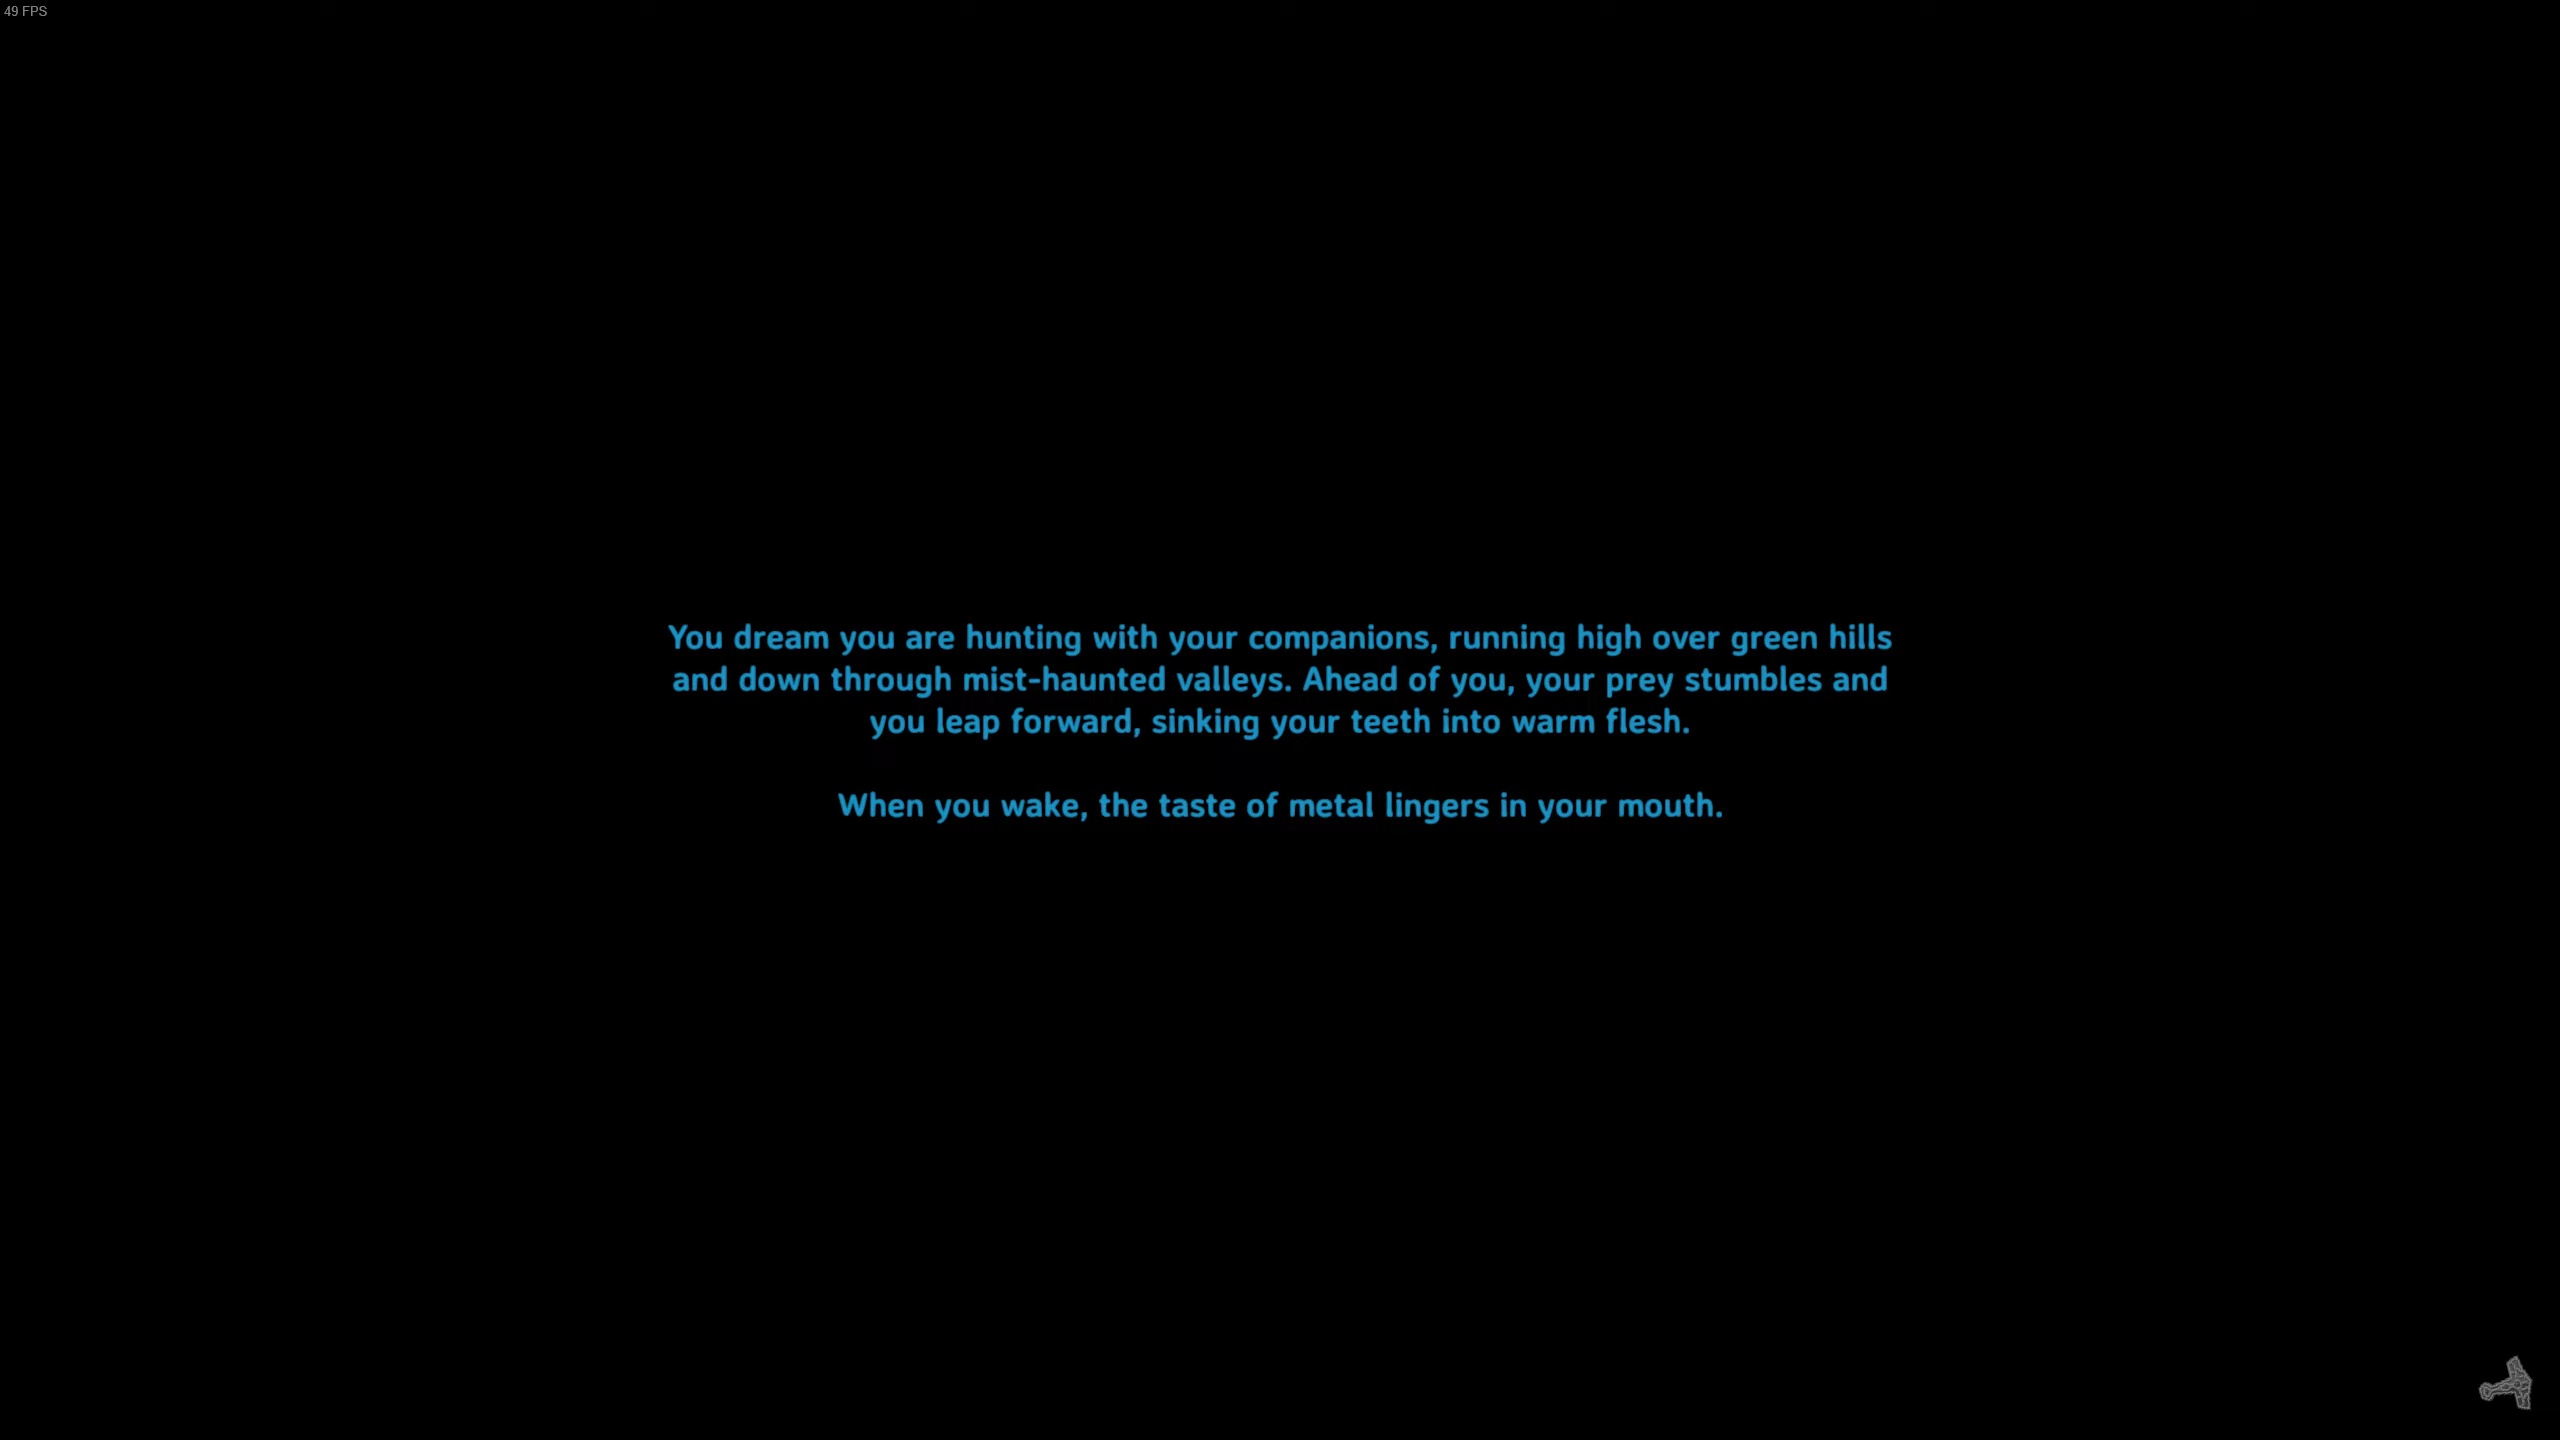 49 FPS
You dream you are hunting with your companions, running high over green hills
and down through mist-haunted valleys. Ahead of you, your prey stumbles and
you leap forward, sinking your teeth into warm flesh.
When you wake, the taste of metal lingers in your mouth.